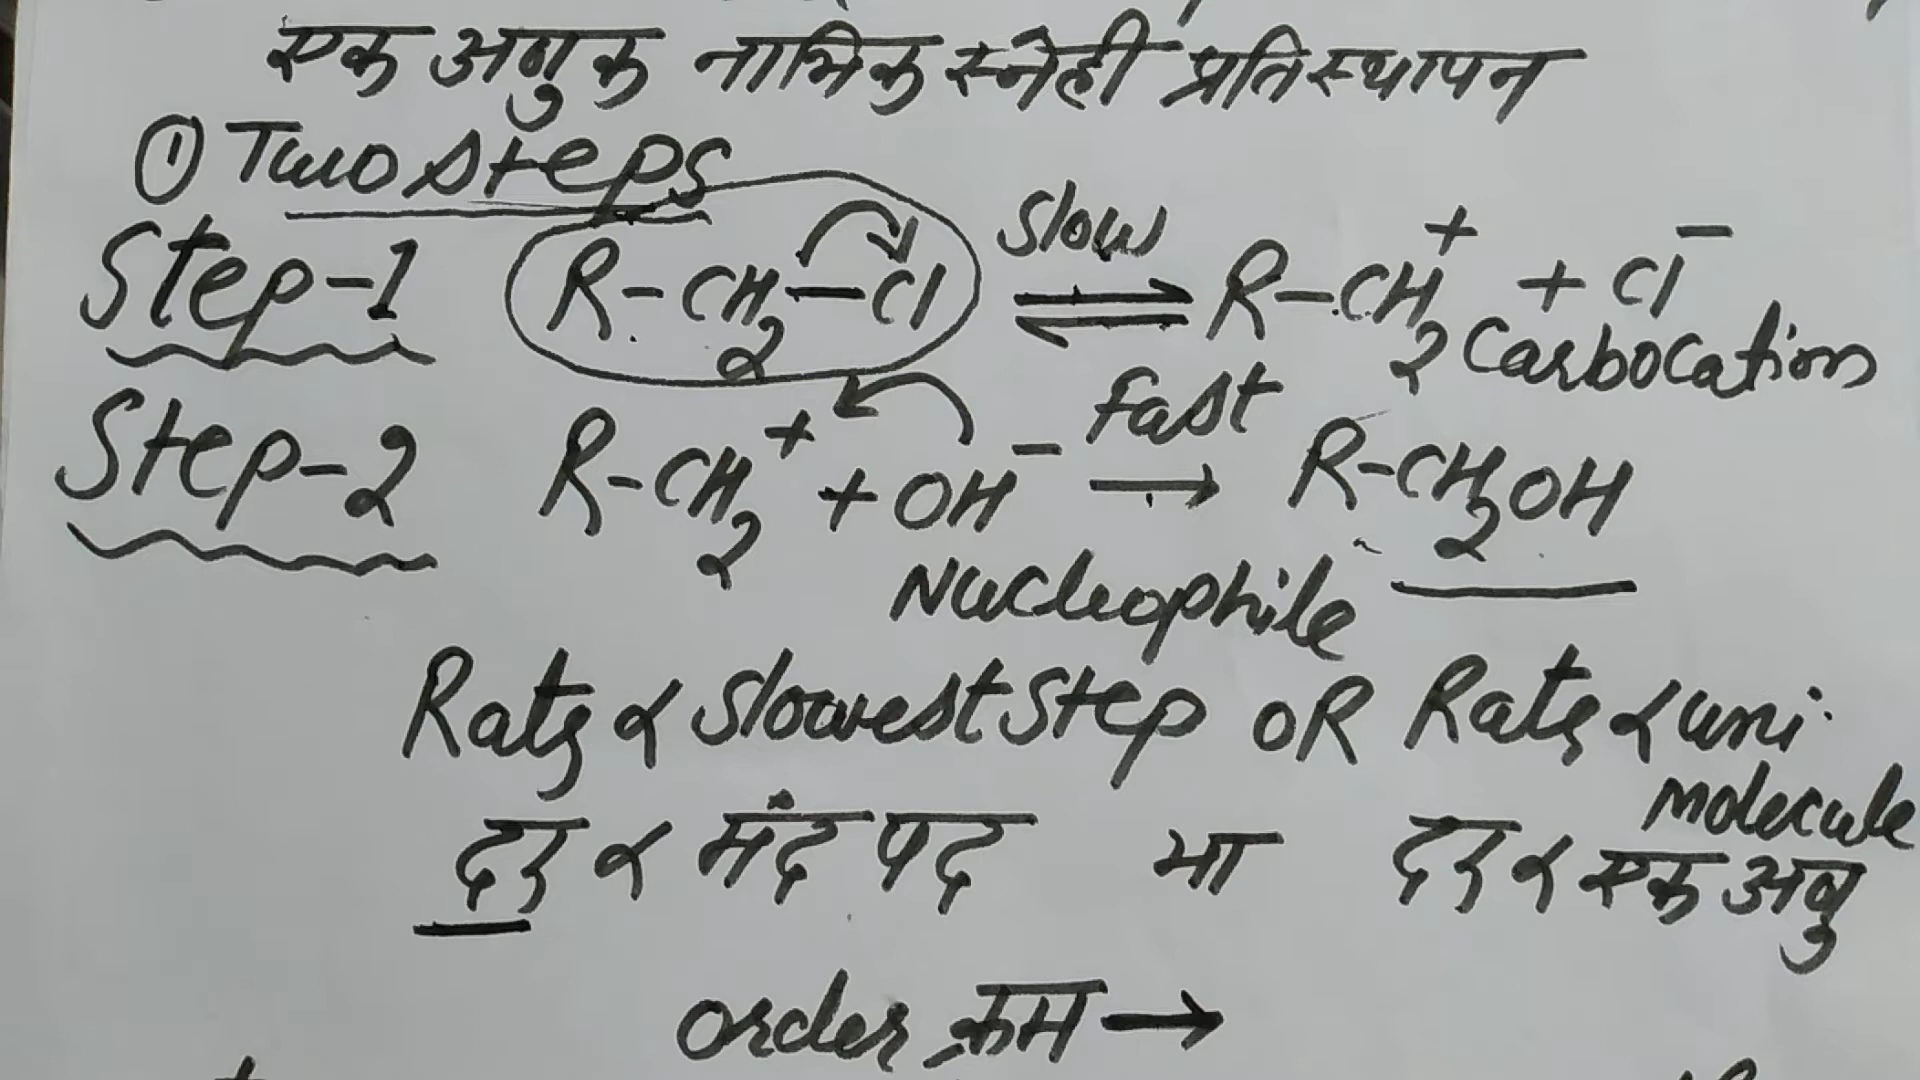 एक अणुक नाभिक स्नेही प्रतिस्थापन
① Two steps
Step-1 R-CH₂-Cl Slow ⇌ R-CH₂⁺ + Cl⁻
Carbocation
Step-2 R-CH₂⁺ + OH⁻ Fast → R-CH₂OH
Nucleophile
Rate ∝ Slowest Step OR Rate ∝ uni
molecule
दर ∝ मंद पद या दर ∝ एक अणु
order क्रम →